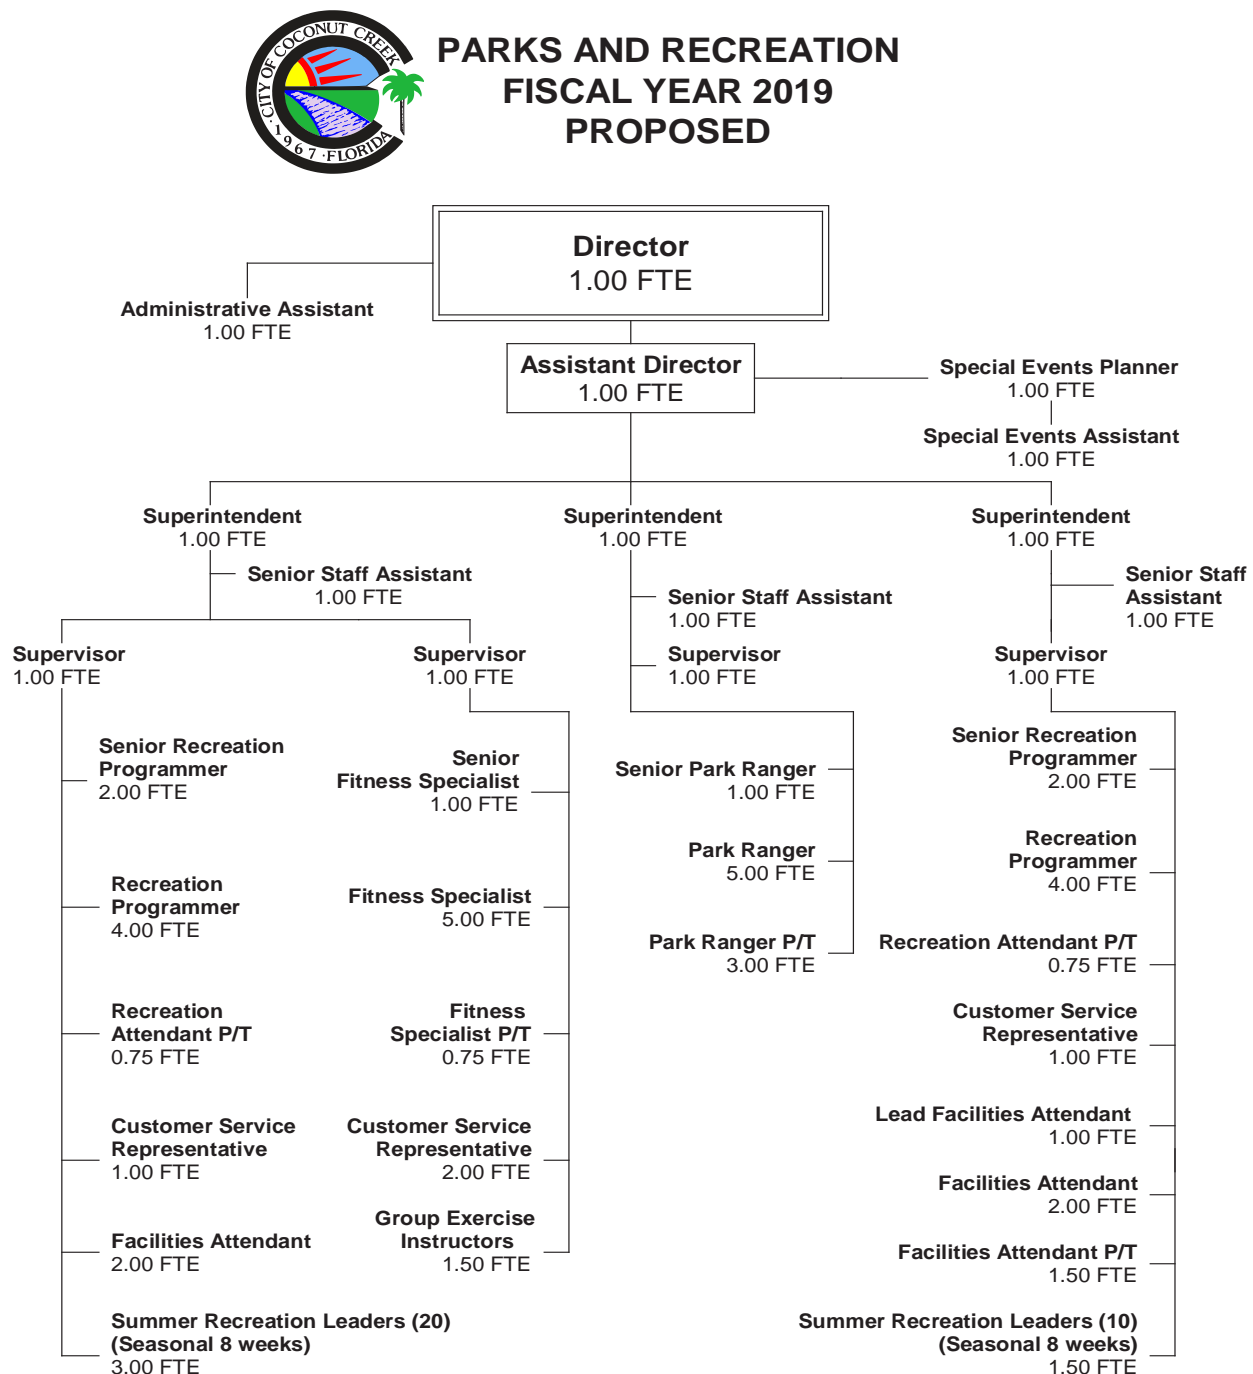 CITY OF COCONUT CREEK
· 1967 · FLORIDA
PARKS AND RECREATION
FISCAL YEAR 2019
PROPOSED
Director
1.00 FTE
Administrative Assistant
1.00 FTE
Assistant Director
1.00 FTE
Special Events Planner
1.00 FTE
Special Events Assistant
1.00 FTE
Superintendent
1.00 FTE
Senior Staff Assistant
1.00 FTE
Supervisor
1.00 FTE
Senior Recreation
Programmer
2.00 FTE
Recreation
Programmer
4.00 FTE
Recreation
Attendant P/T
0.75 FTE
Customer Service
Representative
1.00 FTE
Facilities Attendant
2.00 FTE
Summer Recreation Leaders (20)
(Seasonal 8 weeks)
3.00 FTE
Supervisor
1.00 FTE
Senior
Fitness Specialist
1.00 FTE
Fitness Specialist
5.00 FTE
Fitness
Specialist P/T
0.75 FTE
Customer Service
Representative
2.00 FTE
Group Exercise
Instructors
1.50 FTE
Superintendent
1.00 FTE
Senior Staff Assistant
1.00 FTE
Supervisor
1.00 FTE
Senior Park Ranger
1.00 FTE
Park Ranger
5.00 FTE
Park Ranger P/T
3.00 FTE
Superintendent
1.00 FTE
Senior Staff
Assistant
1.00 FTE
Supervisor
1.00 FTE
Senior Recreation
Programmer
2.00 FTE
Recreation
Programmer
4.00 FTE
Recreation Attendant P/T
0.75 FTE
Customer Service
Representative
1.00 FTE
Lead Facilities Attendant
1.00 FTE
Facilities Attendant
2.00 FTE
Facilities Attendant P/T
1.50 FTE
Summer Recreation Leaders (10)
(Seasonal 8 weeks)
1.50 FTE